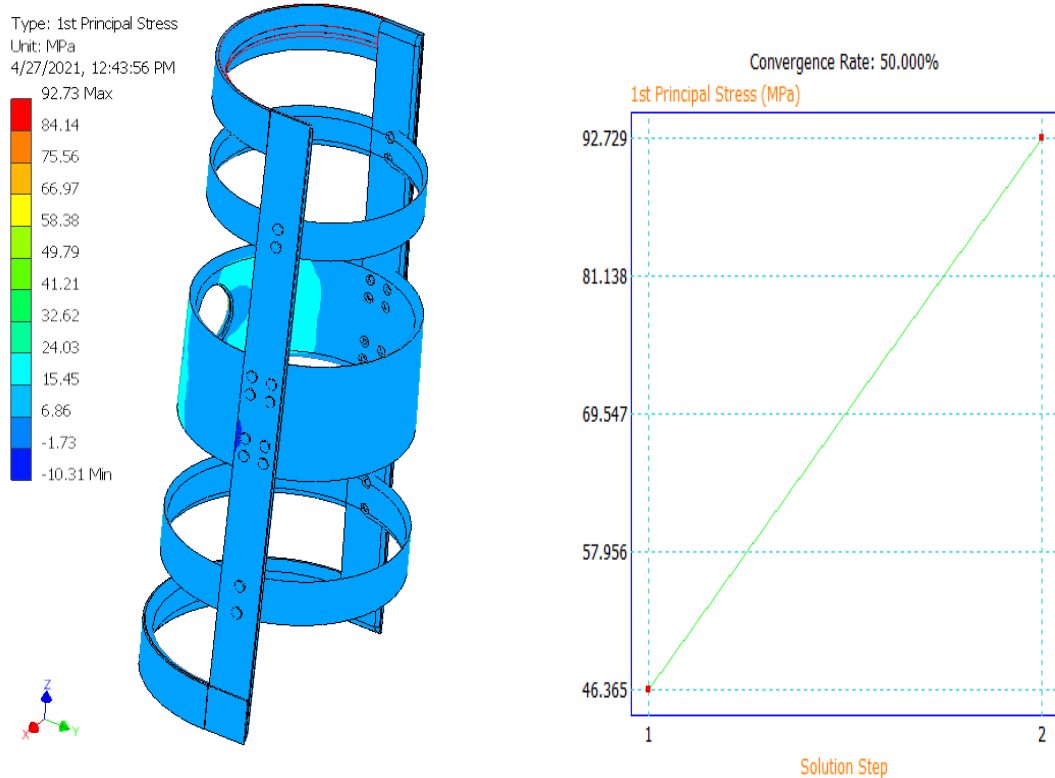 Type: 1st Principal Stress
Unit: MPa
4/27/2021, 12:43:56 PM
92.73 Max
84.14
75.56
66.97
58.38
49.79
41.21
32.62
24.03
15.45
6.86
-1.73
-10.31 Min
Z
X
Y
Convergence Rate: 50.000%
1st Principal Stress (MPa)
92.729
81.138
69.547
57.956
46.365
1 2
Solution Step